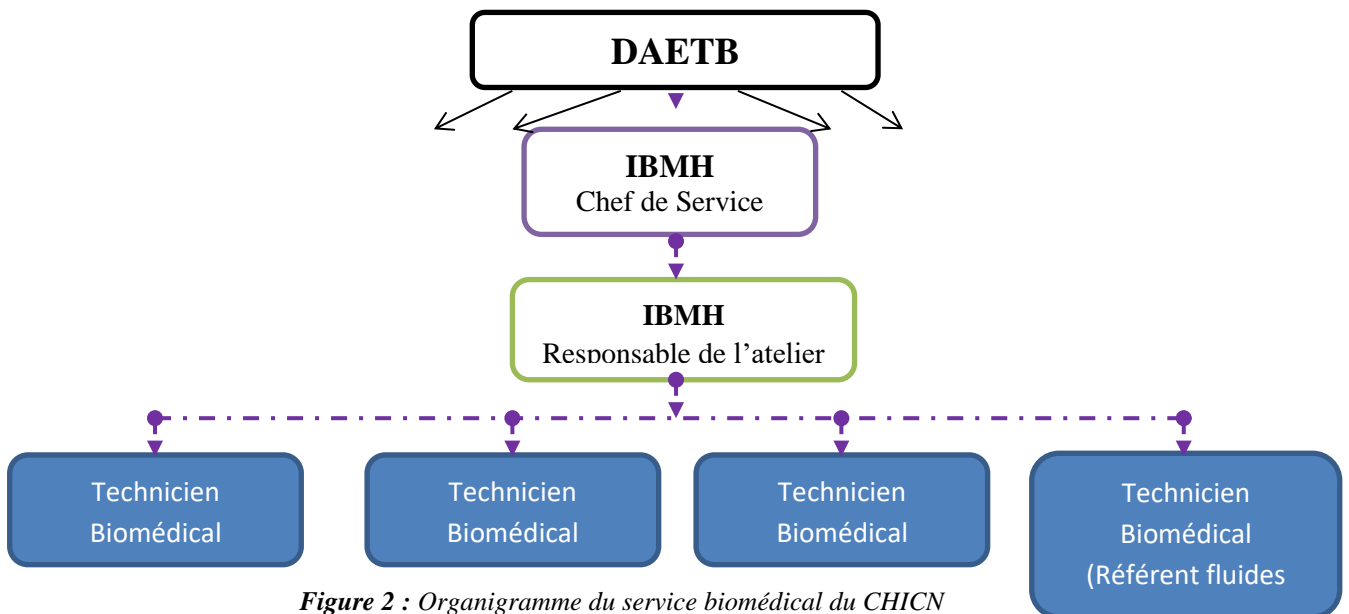 DAETB
IBMH
Chef de Service
IBMH
Responsable de l'atelier
Technicien
Biomédical
Technicien
Biomédical
Technicien
Biomédical
Technicien
Biomédical
(Référent fluides
Figure 2 : Organigramme du service biomédical du CHICN